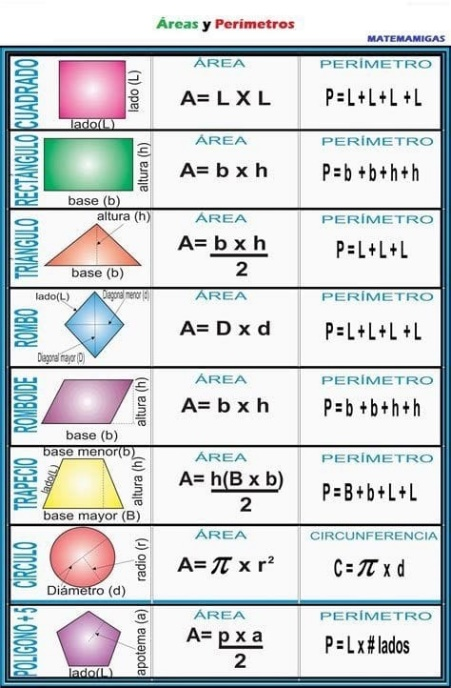 Áreas y Perimetros
MATEMAMIGAS
CUADRADO
lado (L)
lado(L)
ÁREA
A= L X L
PERÍMETRO
P=L+L+L +L
RECTÁNGULO
altura (h)
base (b)
ÁREA
A= b x h
PERÍMETRO
P=b +b+h+h
TRIÁNGULO
altura (h)
base (b)
ÁREA
A= b x h
2
PERÍMETRO
P=L+L+L
ROMBO
lado(L)
Diagonal menor (d)
Diagonal mayor (D)
ÁREA
A= D x d
PERÍMETRO
P=L+L+L +L
ROMBOIDE
altura (h)
base (b)
ÁREA
A= b x h
PERÍMETRO
P=b +b+h+h
TRAPECIO
base menor(b)
lado(L)
altura (h)
base mayor (B)
ÁREA
A= h(B x b)
2
PERÍMETRO
P=B+b+L+L
CÍRCULO
radio (r)
Diámetro (d)
ÁREA
A= π x r²
CIRCUNFERENCIA
C= π x d
POLIGONO + 5
apotema (a)
lado(L)
ÁREA
A= p x a
2
PERÍMETRO
P=L x # lados